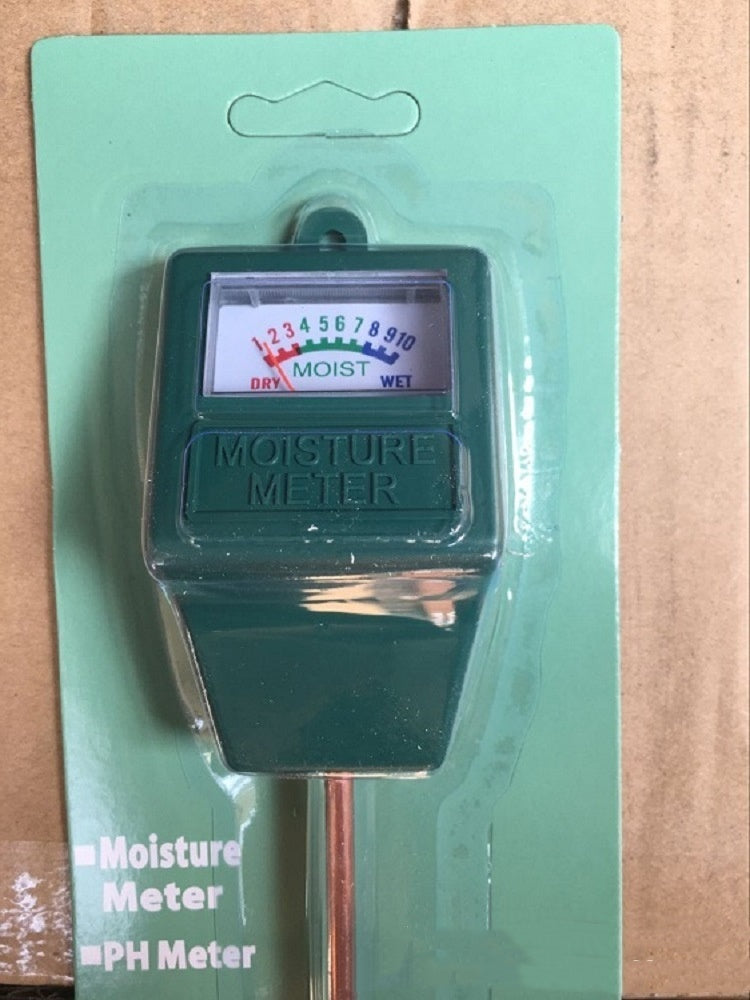 1 2 3 4 5 6 7 8 9 10
MOIST
DRY WET
MOISTURE
METER
Moisture
Meter
PH Meter